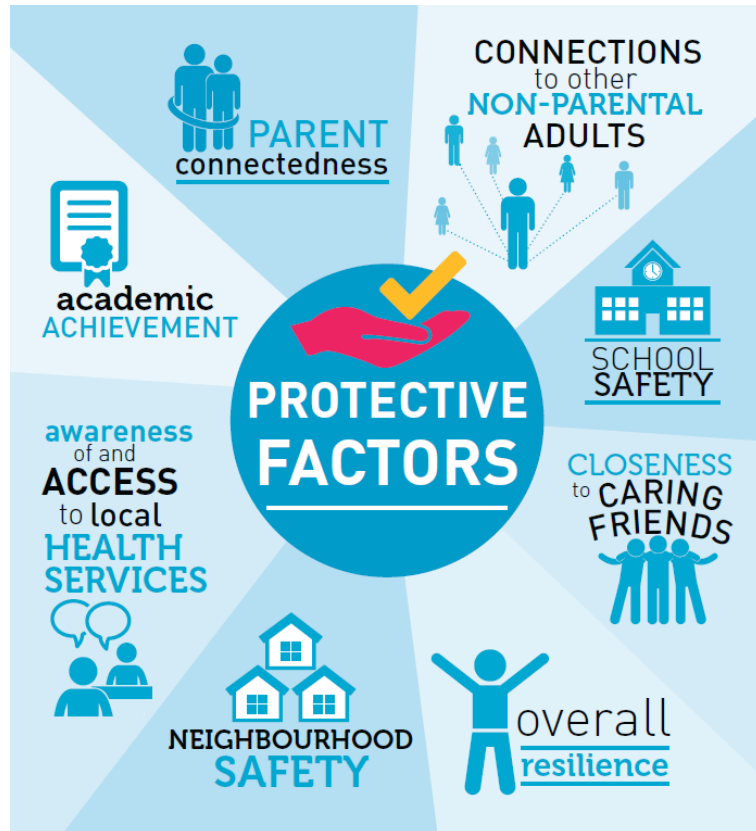 PROTECTIVE
FACTORS
PARENT
connectedness
CONNECTIONS
to other
NON-PARENTAL
ADULTS
SCHOOL
SAFETY
CLOSENESS
to CARING
FRIENDS
overall
resilience
NEIGHBOURHOOD
SAFETY
awareness
of and
ACCESS
to local
HEALTH
SERVICES
academic
ACHIEVEMENT